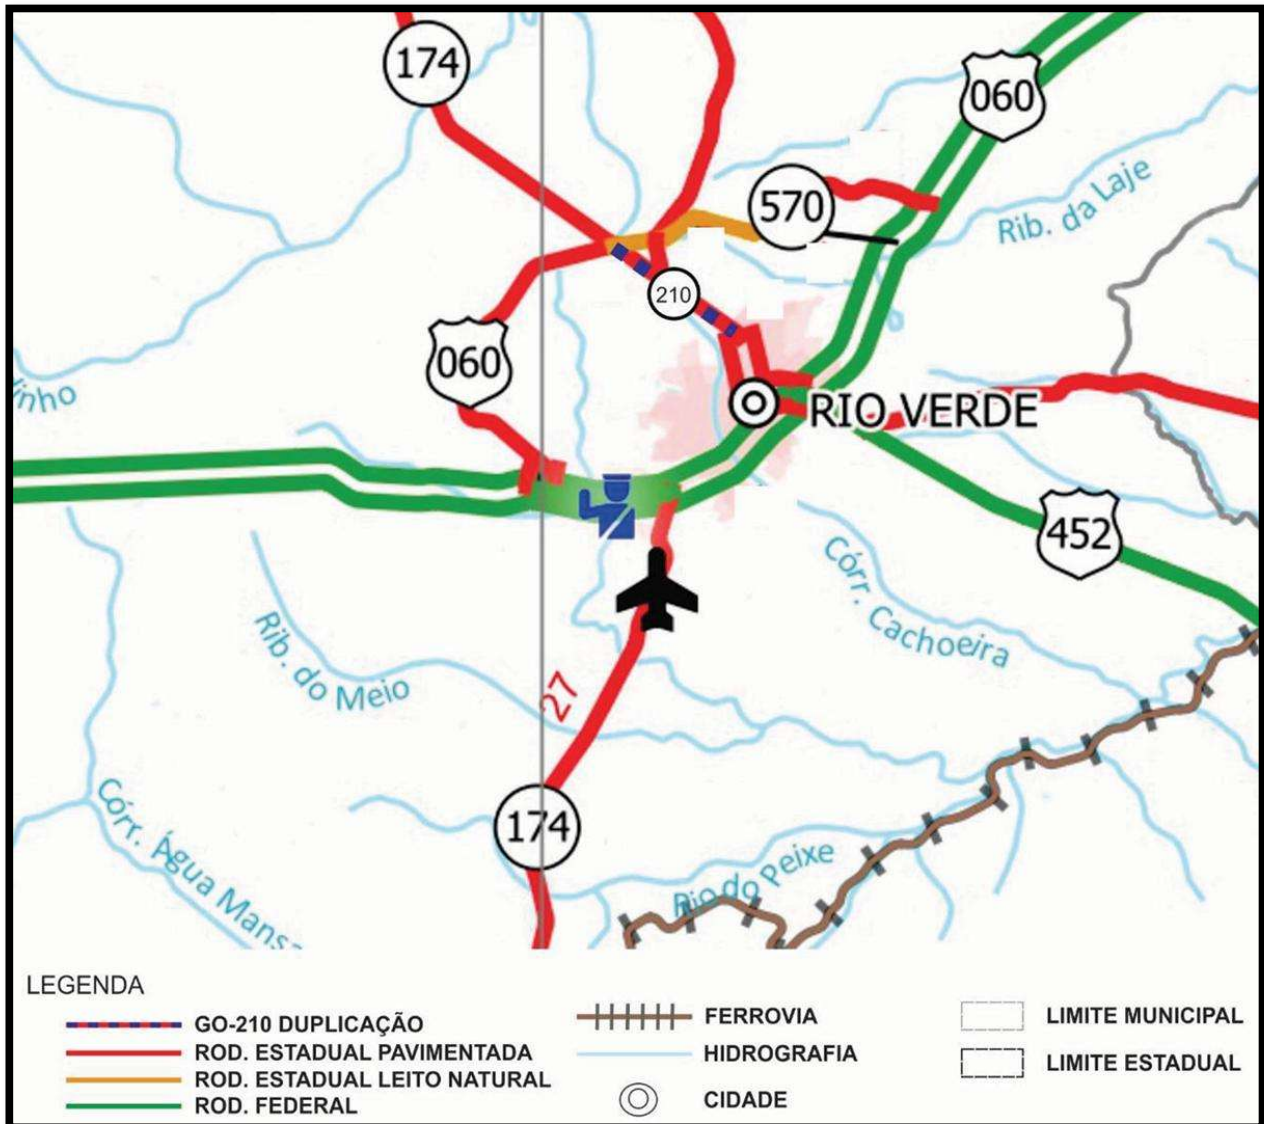 174
060
570
Rib. da Laje
210
060
inho
RIO VERDE
452
Córr. Cachoeira
Rib. do Meio
27
174
Córr. Água Mansa
Rio do Peixe
LEGENDA
GO-210 DUPLICAÇÃO
ROD. ESTADUAL PAVIMENTADA
ROD. ESTADUAL LEITO NATURAL
ROD. FEDERAL
FERROVIA
HIDROGRAFIA
CIDADE
LIMITE MUNICIPAL
LIMITE ESTADUAL